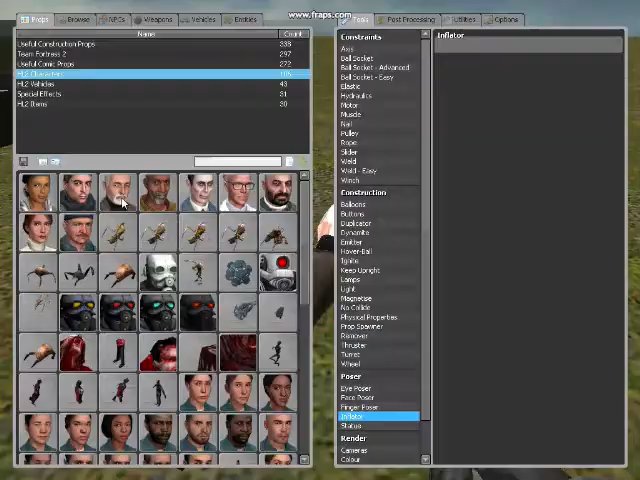 www.fraps.com
Props Browse NPCs Weapons Vehicles Entities
Tools Post Processing Utilities Options
Name Count
Useful Construction Props 338
Team Fortress 2 297
Useful Comic Props 272
HL2 Characters 106
HL2 Vehicles 43
Special Effects 31
HL2 Items 30
Constraints
Axis
Ball Socket
Ball Socket - Advanced
Ball Socket - Easy
Elastic
Hydraulics
Motor
Muscle
Nail
Pulley
Rope
Slider
Weld
Weld - Easy
Winch
Construction
Balloons
Buttons
Duplicator
Dynamite
Emitter
Hover-Ball
Ignite
Keep Upright
Lamps
Light
Magnetise
No Collide
Physical Properties
Prop Spawner
Remover
Thruster
Turret
Wheel
Poser
Eye Poser
Face Poser
Finger Poser
Inflator
Statue
Render
Cameras
Colour
Inflator